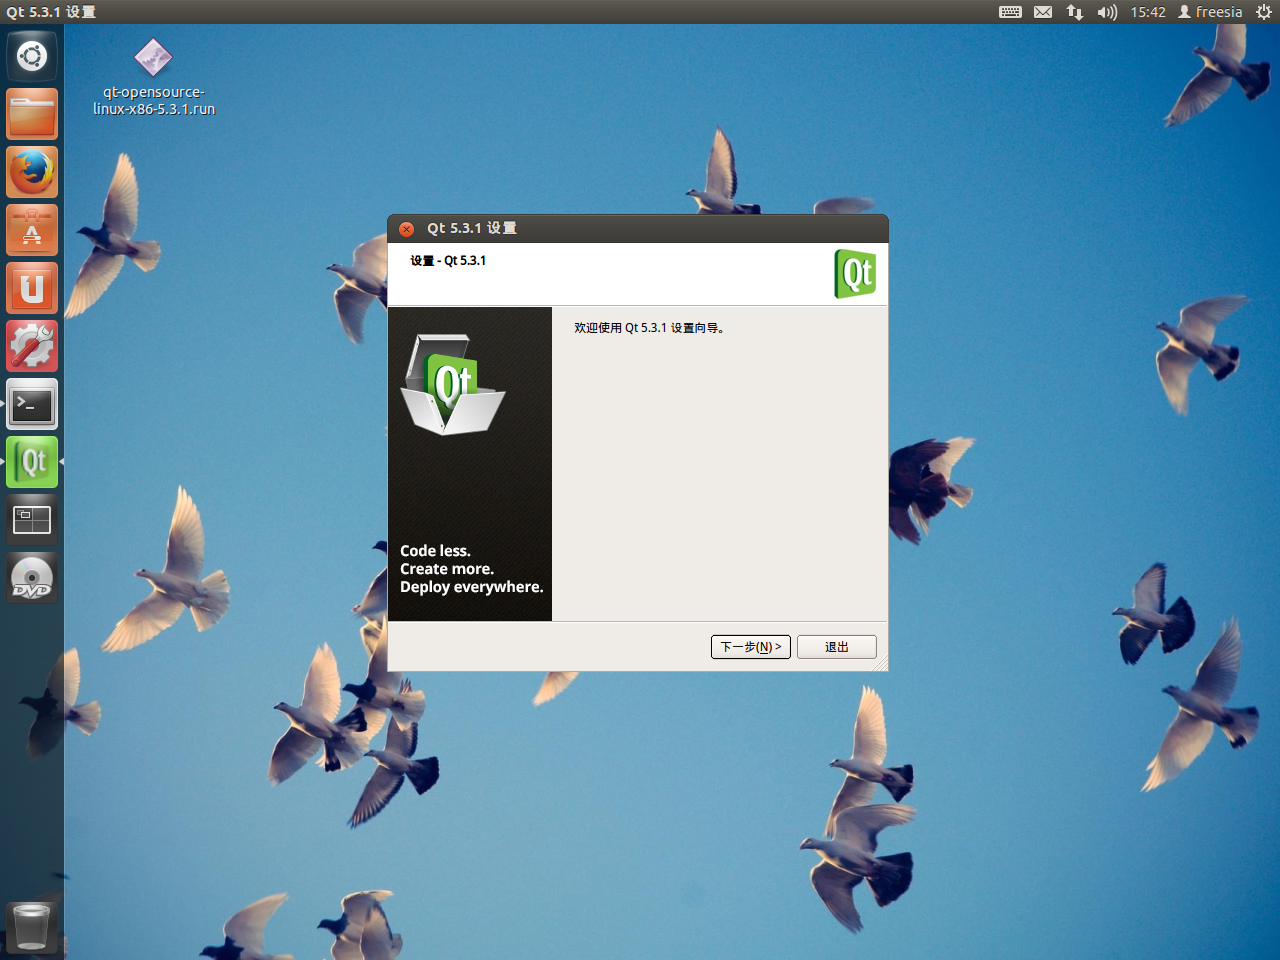 Qt 5.3.1 设置
15:42
freesia
qt-opensource-
linux-x86-5.3.1.run
Qt 5.3.1 设置
设置 - Qt 5.3.1
Qt
欢迎使用 Qt 5.3.1 设置向导。
Qt
Code less.
Create more.
Deploy everywhere.
下一步(N) >
退出
Qt
DVD